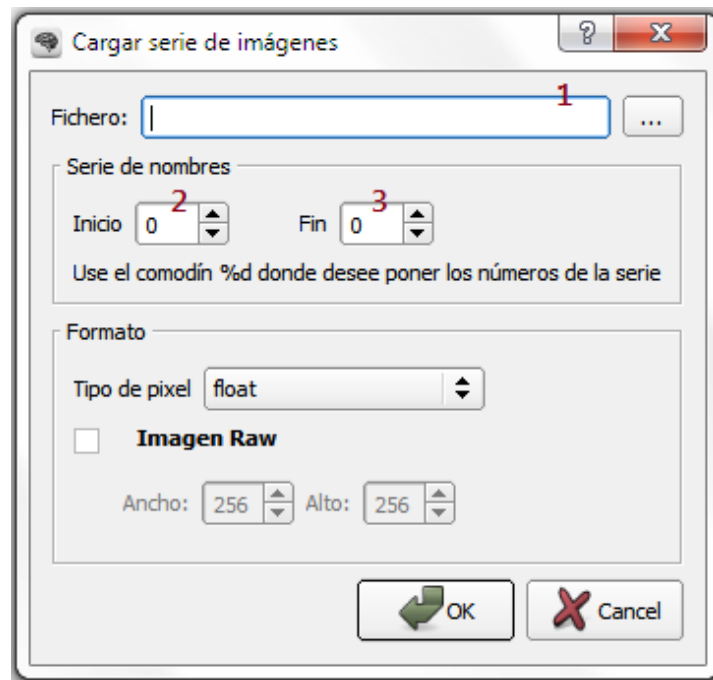 Cargar serie de imágenes ? X
1
Fichero: ...
Serie de nombres
2 3
Inicio 0 Fin 0
Use el comodín %d donde desee poner los números de la serie
Formato
Tipo de pixel float
Imagen Raw
Ancho: 256 Alto: 256
OK Cancel